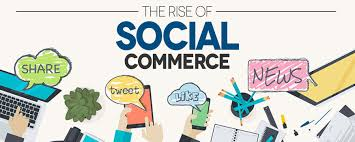 THE RISE OF
SOCIAL
COMMERCE
SHARE
tweet
LIKE
NEWS